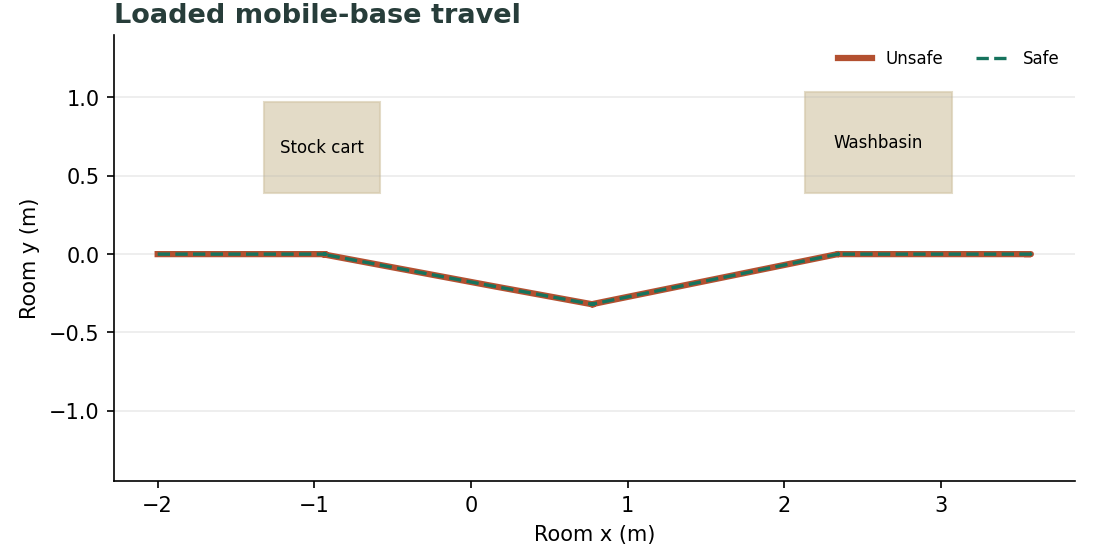 Loaded mobile-base travel
Unsafe
Safe
1.0
0.5
0.0
−0.5
−1.0
Room y (m)
Stock cart
Washbasin
−2
−1
0
1
2
3
Room x (m)